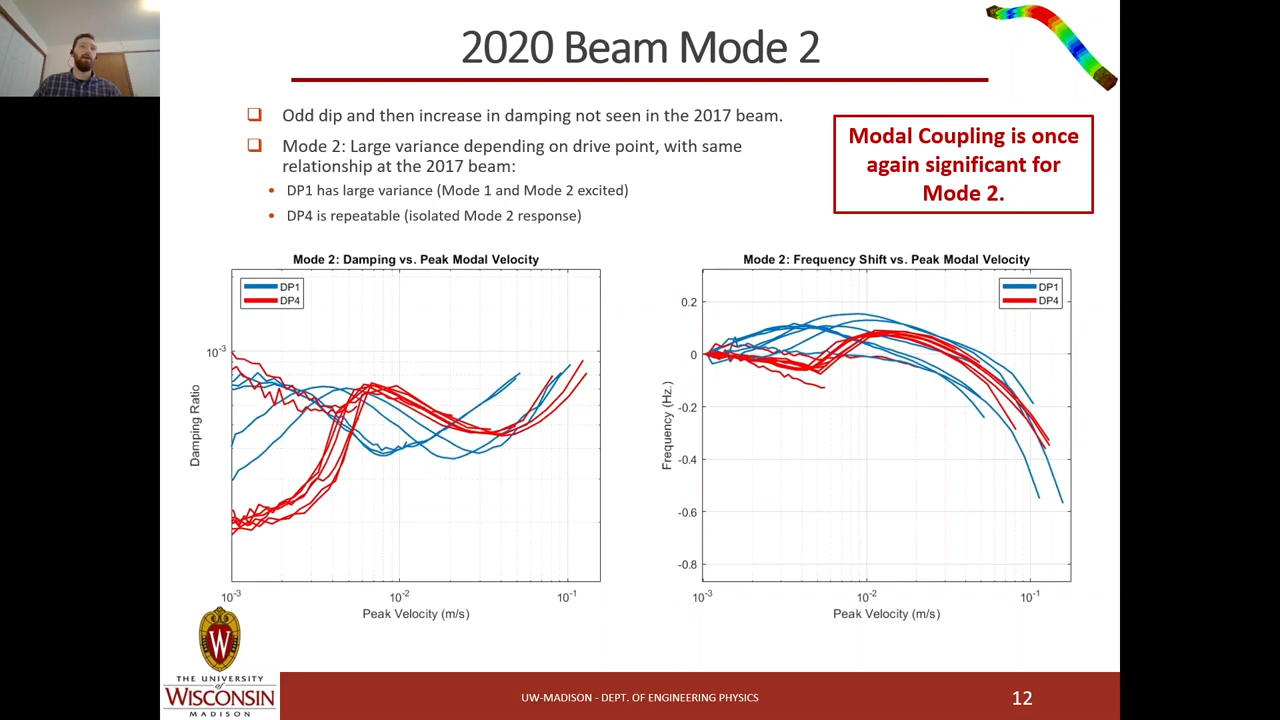 2020 Beam Mode 2
Odd dip and then increase in damping not seen in the 2017 beam.
Mode 2: Large variance depending on drive point, with same
relationship at the 2017 beam:
DP1 has large variance (Mode 1 and Mode 2 excited)
DP4 is repeatable (isolated Mode 2 response)
Modal Coupling is once
again significant for
Mode 2.
Mode 2: Damping vs. Peak Modal Velocity
DP1
DP4
10-3
Damping Ratio
10-3
10-2
10-1
Peak Velocity (m/s)
Mode 2: Frequency Shift vs. Peak Modal Velocity
DP1
DP4
0.2
0
-0.2
-0.4
-0.6
-0.8
Frequency (Hz.)
10-3
10-2
10-1
Peak Velocity (m/s)
W
THE UNIVERSITY
of
WISCONSIN
MADISON
UW-MADISON - DEPT. OF ENGINEERING PHYSICS
12